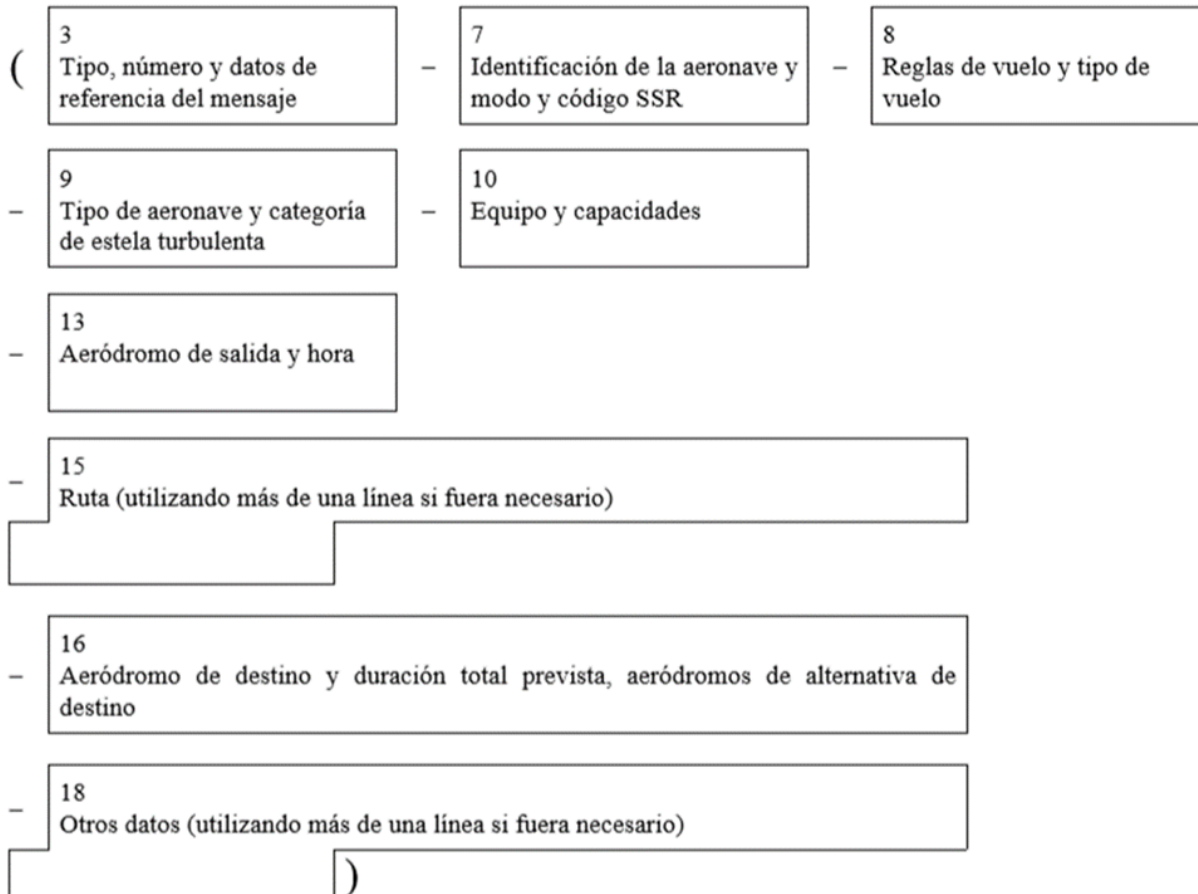 ( 3 – 7 – 8
Tipo, número y datos de Identificación de la aeronave y Reglas de vuelo y tipo de
referencia del mensaje modo y código SSR vuelo
9 10
– Tipo de aeronave y categoría – Equipo y capacidades
de estela turbulenta
13
– Aeródromo de salida y hora
15
– Ruta (utilizando más de una línea si fuera necesario)
16
– Aeródromo de destino y duración total prevista, aeródromos de alternativa de
destino
18
– Otros datos (utilizando más de una línea si fuera necesario)
)